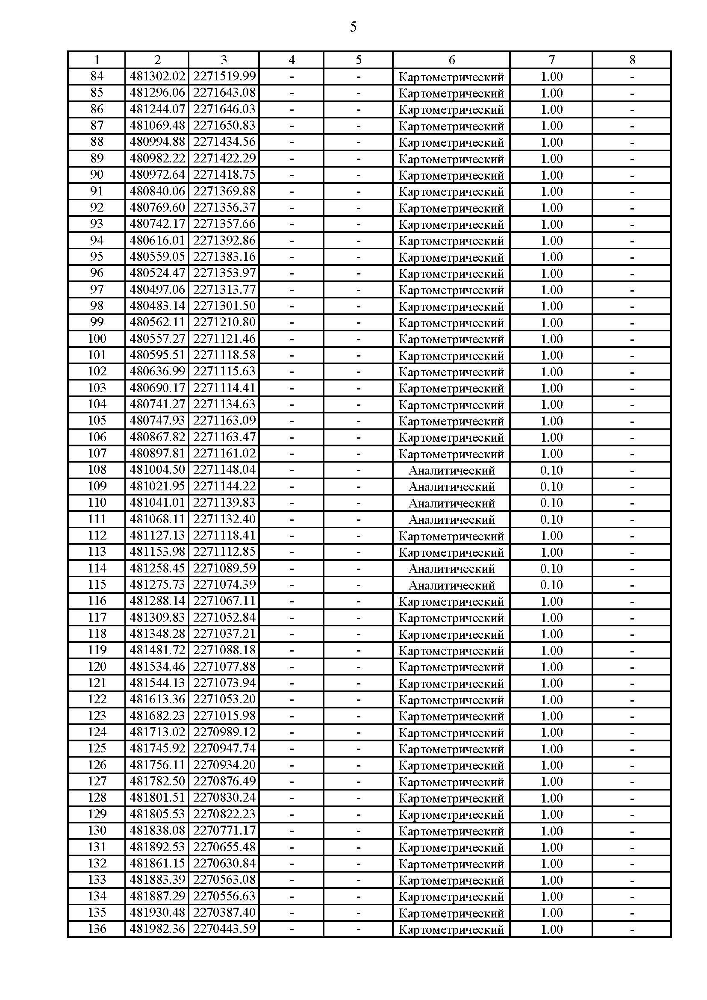 5
1 2 3 4 5 6 7 8
84 481302.02 2271519.99 - - Картометрический 1.00 -
85 481296.06 2271643.08 - - Картометрический 1.00 -
86 481244.07 2271646.03 - - Картометрический 1.00 -
87 481069.48 2271650.83 - - Картометрический 1.00 -
88 480994.88 2271434.56 - - Картометрический 1.00 -
89 480982.22 2271422.29 - - Картометрический 1.00 -
90 480972.64 2271418.75 - - Картометрический 1.00 -
91 480840.06 2271369.88 - - Картометрический 1.00 -
92 480769.60 2271356.37 - - Картометрический 1.00 -
93 480742.17 2271357.66 - - Картометрический 1.00 -
94 480616.01 2271392.86 - - Картометрический 1.00 -
95 480559.05 2271383.16 - - Картометрический 1.00 -
96 480524.47 2271353.97 - - Картометрический 1.00 -
97 480497.06 2271313.77 - - Картометрический 1.00 -
98 480483.14 2271301.50 - - Картометрический 1.00 -
99 480562.11 2271210.80 - - Картометрический 1.00 -
100 480557.27 2271121.46 - - Картометрический 1.00 -
101 480595.51 2271118.58 - - Картометрический 1.00 -
102 480636.99 2271115.63 - - Картометрический 1.00 -
103 480690.17 2271114.41 - - Картометрический 1.00 -
104 480741.27 2271134.63 - - Картометрический 1.00 -
105 480747.93 2271163.09 - - Картометрический 1.00 -
106 480867.82 2271163.47 - - Картометрический 1.00 -
107 480897.81 2271161.02 - - Картометрический 1.00 -
108 481004.50 2271148.04 - - Аналитический 0.10 -
109 481021.95 2271144.22 - - Аналитический 0.10 -
110 481041.01 2271139.83 - - Аналитический 0.10 -
111 481068.11 2271132.40 - - Аналитический 0.10 -
112 481127.13 2271118.41 - - Картометрический 1.00 -
113 481153.98 2271112.85 - - Картометрический 1.00 -
114 481258.45 2271089.59 - - Аналитический 0.10 -
115 481275.73 2271074.39 - - Аналитический 0.10 -
116 481288.14 2271067.11 - - Картометрический 1.00 -
117 481309.83 2271052.84 - - Картометрический 1.00 -
118 481348.28 2271037.21 - - Картометрический 1.00 -
119 481481.72 2271088.18 - - Картометрический 1.00 -
120 481534.46 2271077.88 - - Картометрический 1.00 -
121 481544.13 2271073.94 - - Картометрический 1.00 -
122 481613.36 2271053.20 - - Картометрический 1.00 -
123 481682.23 2271015.98 - - Картометрический 1.00 -
124 481713.02 2270989.12 - - Картометрический 1.00 -
125 481745.92 2270947.74 - - Картометрический 1.00 -
126 481756.11 2270934.20 - - Картометрический 1.00 -
127 481782.50 2270876.49 - - Картометрический 1.00 -
128 481801.51 2270830.24 - - Картометрический 1.00 -
129 481805.53 2270822.23 - - Картометрический 1.00 -
130 481838.08 2270771.17 - - Картометрический 1.00 -
131 481892.53 2270655.48 - - Картометрический 1.00 -
132 481861.15 2270630.84 - - Картометрический 1.00 -
133 481883.39 2270563.08 - - Картометрический 1.00 -
134 481887.29 2270556.63 - - Картометрический 1.00 -
135 481930.48 2270387.40 - - Картометрический 1.00 -
136 481982.36 2270443.59 - - Картометрический 1.00 -